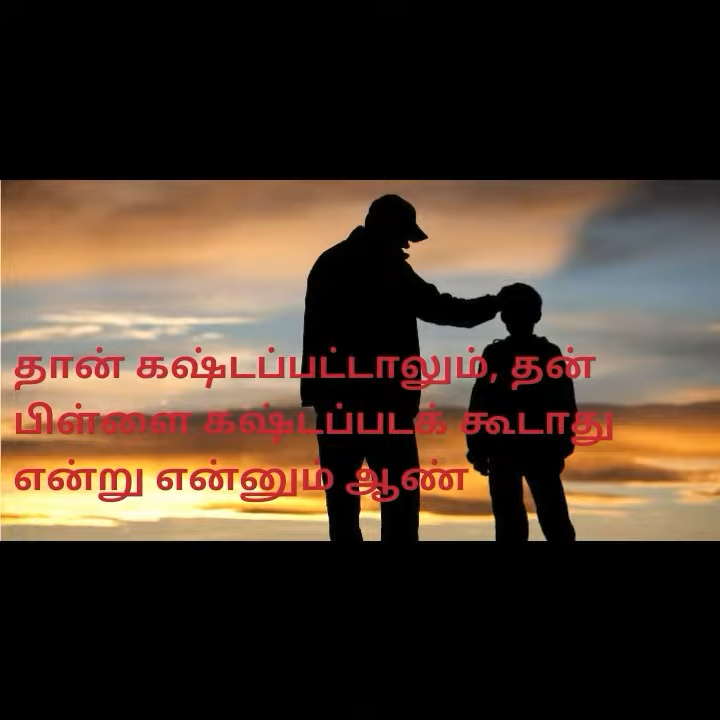 தான் கஷ்டப்பட்டாலும், தன்
பிள்ளை கஷ்டப்படக் கூடாது
என்று என்னும் ஆண்